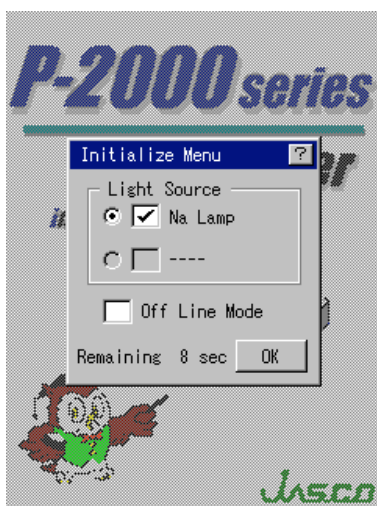 P-2000 series
Initialize Menu ?
Light Source
Na Lamp
----
Off Line Mode
Remaining 8 sec OK
Jasco